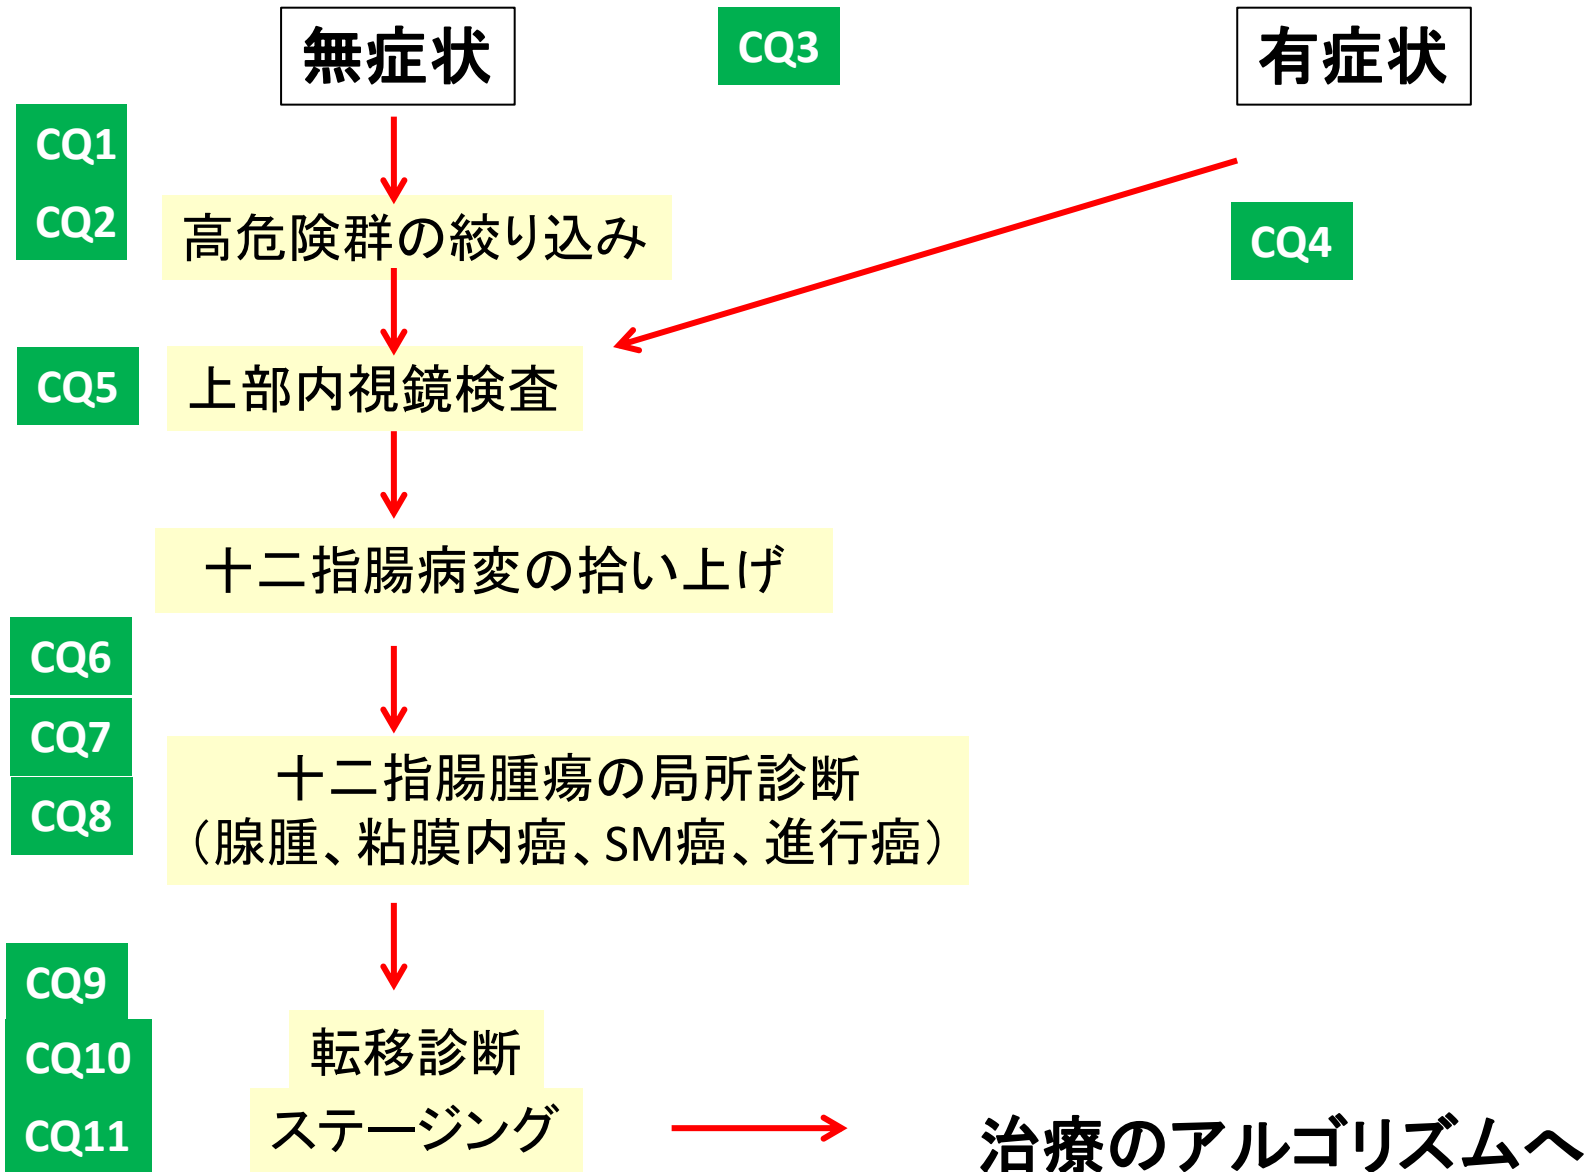 無症状
CQ3
有症状
CQ1
CQ2
高危険群の絞り込み
CQ4
CQ5
上部内視鏡検査
十二指腸病変の拾い上げ
CQ6
CQ7
CQ8
十二指腸腫瘍の局所診断
（腺腫、粘膜内癌、SM癌、進行癌）
CQ9
CQ10
CQ11
転移診断
ステージング
治療のアルゴリズムへ